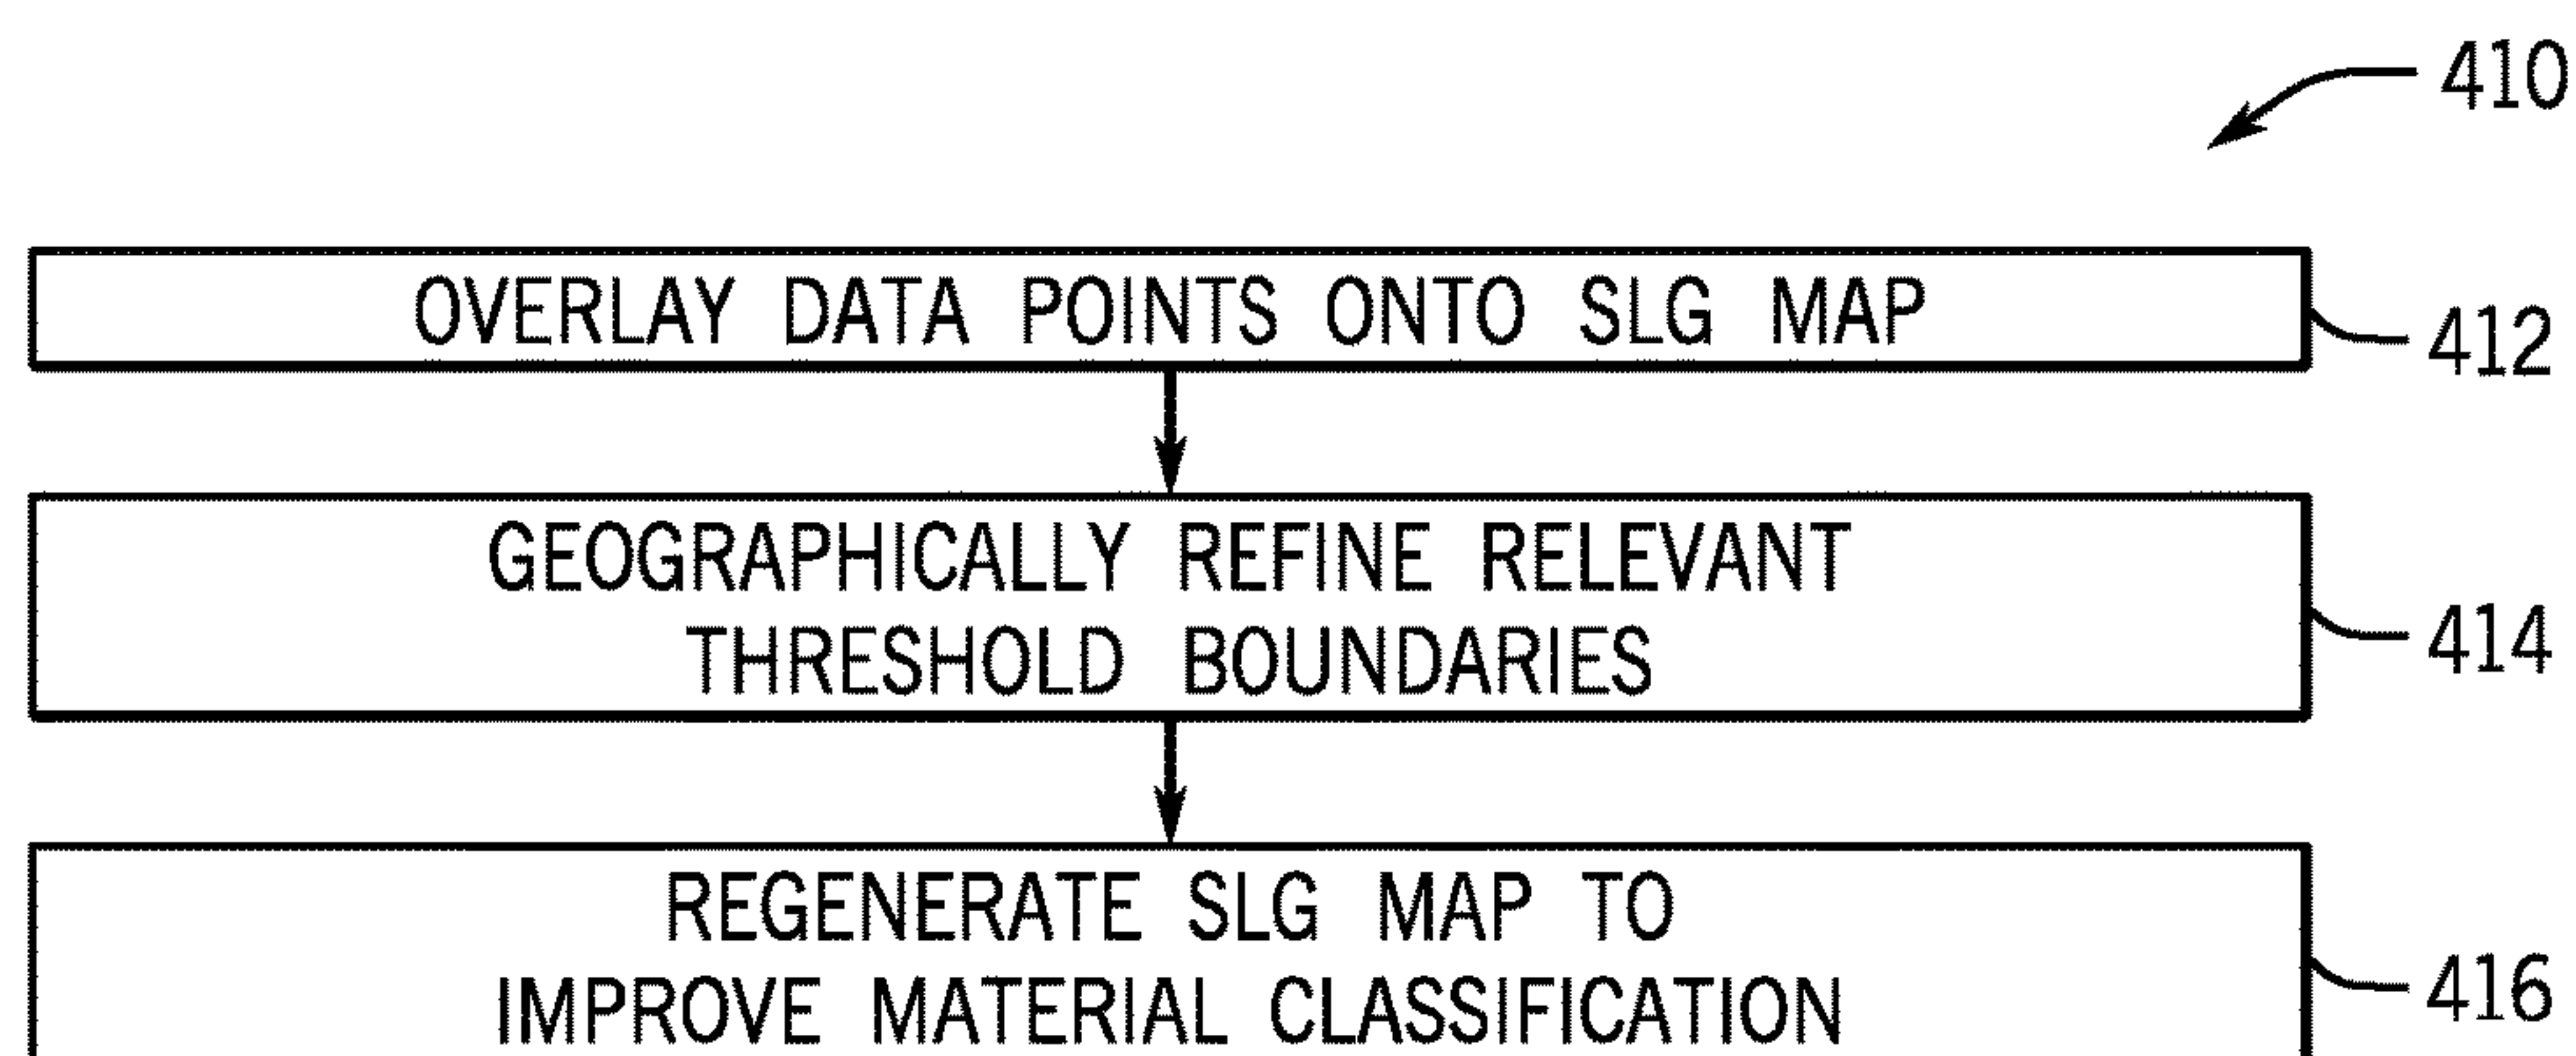 410
OVERLAY DATA POINTS ONTO SLG MAP
412
GEOGRAPHICALLY REFINE RELEVANT
THRESHOLD BOUNDARIES
414
REGENERATE SLG MAP TO
IMPROVE MATERIAL CLASSIFICATION
416